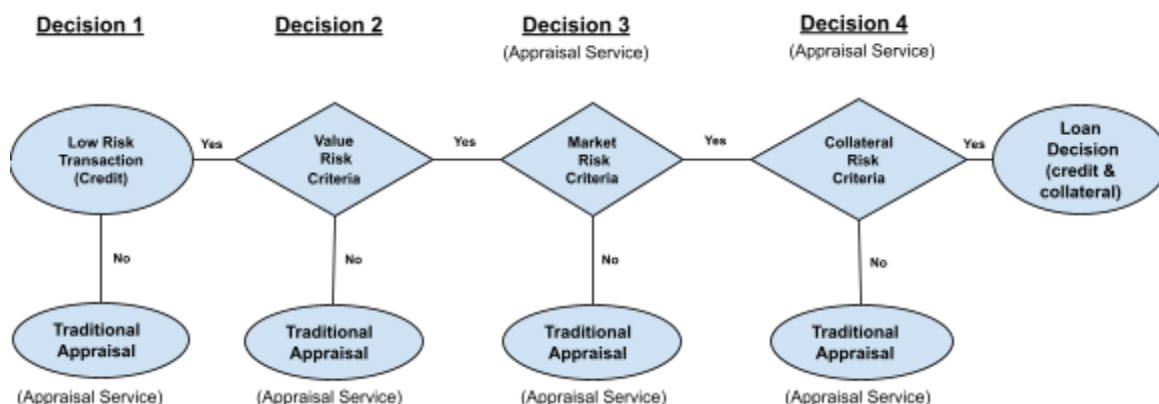 Decision 1
Decision 2
Decision 3
(Appraisal Service)
Decision 4
(Appraisal Service)
Low Risk
Transaction
(Credit)
Yes
Value
Risk
Criteria
Yes
Market
Risk
Criteria
Yes
Collateral
Risk
Criteria
Yes
Loan
Decision
(credit &
collateral)
No
No
No
No
Traditional
Appraisal
Traditional
Appraisal
Traditional
Appraisal
Traditional
Appraisal
(Appraisal Service)
(Appraisal Service)
(Appraisal Service)
(Appraisal Service)